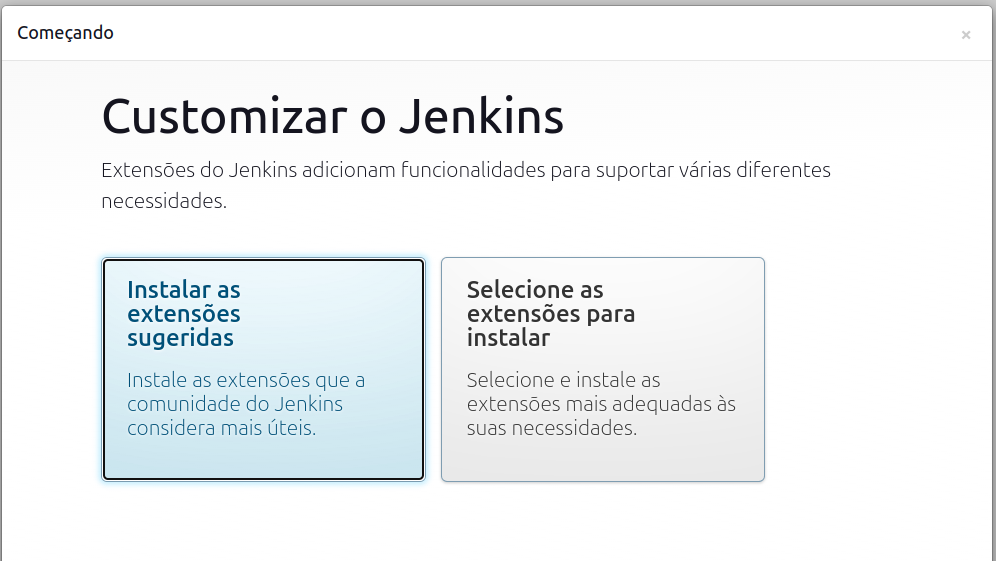 Começando
×
Customizar o Jenkins
Extensões do Jenkins adicionam funcionalidades para suportar várias diferentes
necessidades.
Instalar as
extensões
sugeridas
Instale as extensões que a
comunidade do Jenkins
considera mais úteis.
Selecione as
extensões para
instalar
Selecione e instale as
extensões mais adequadas às
suas necessidades.